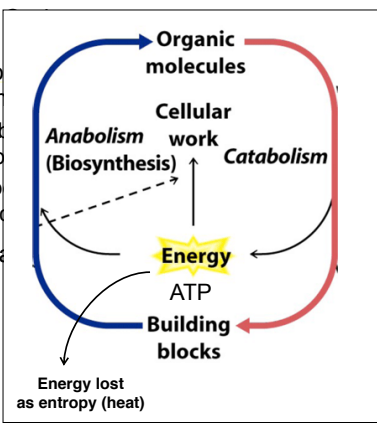 Organic
molecules
Cellular
work
Anabolism
(Biosynthesis)
Catabolism
Energy
ATP
Building
blocks
Energy lost
as entropy (heat)